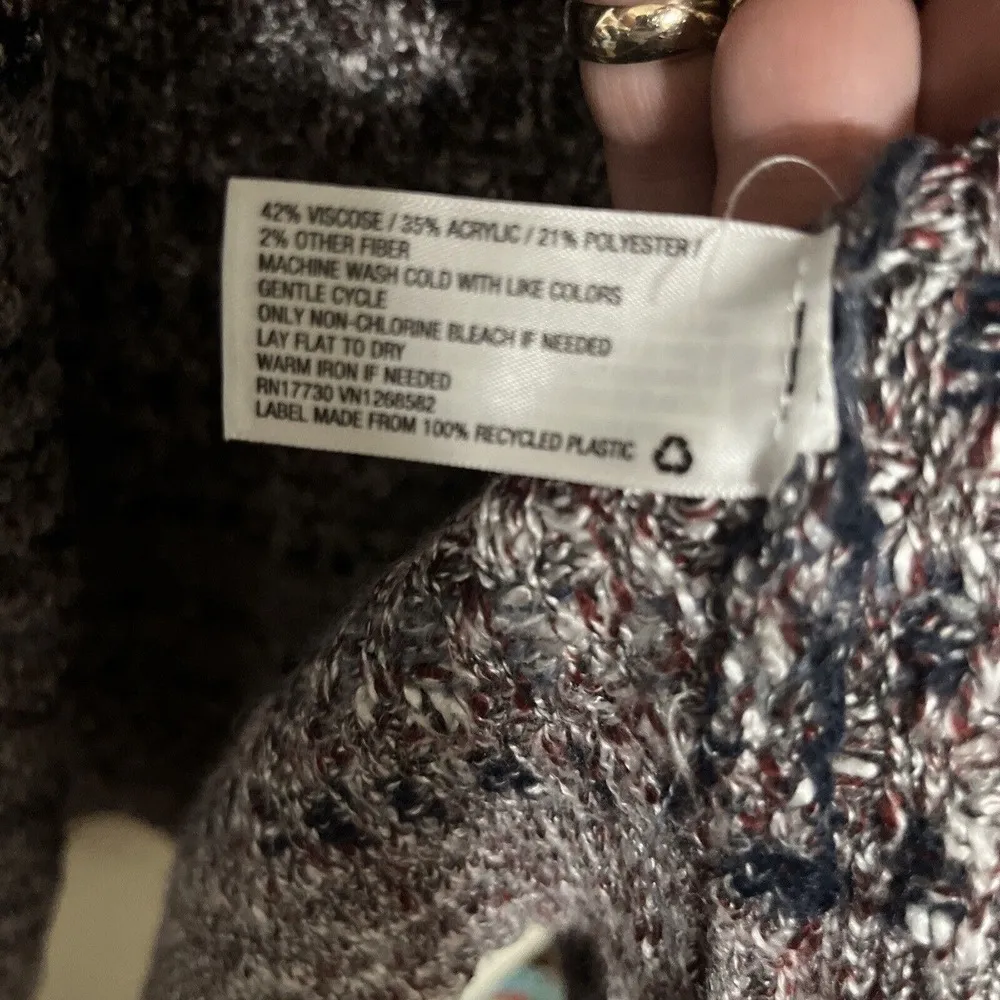 42% VISCOSE / 35% ACRYLIC / 21% POLYESTER /
2% OTHER FIBER
MACHINE WASH COLD WITH LIKE COLORS
GENTLE CYCLE
ONLY NON-CHLORINE BLEACH IF NEEDED
LAY FLAT TO DRY
WARM IRON IF NEEDED
RN17730 VN1268582
LABEL MADE FROM 100% RECYCLED PLASTIC